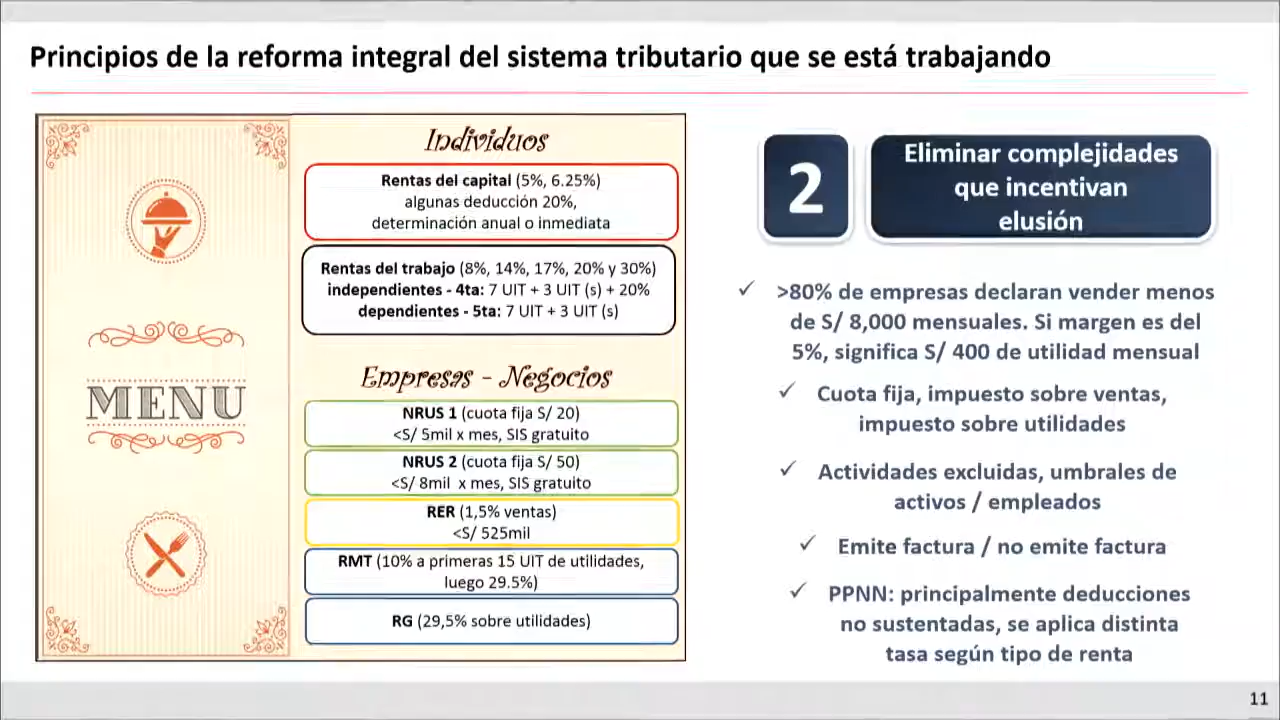 Principios de la reforma integral del sistema tributario que se está trabajando
MENU
Individuos
Rentas del capital (5%, 6.25%)
algunas deducción 20%,
determinación anual o inmediata
Rentas del trabajo (8%, 14%, 17%, 20% y 30%)
independientes - 4ta: 7 UIT + 3 UIT (s) + 20%
dependientes - 5ta: 7 UIT + 3 UIT (s)
Empresas - Negocios
NRUS 1 (cuota fija S/ 20)
<S/ 5mil x mes, SIS gratuito
NRUS 2 (cuota fija S/ 50)
<S/ 8mil x mes, SIS gratuito
RER (1,5% ventas)
<S/ 525mil
RMT (10% a primeras 15 UIT de utilidades,
luego 29.5%)
RG (29,5% sobre utilidades)
2
Eliminar complejidades
que incentivan
elusión
✓ >80% de empresas declaran vender menos
de S/ 8,000 mensuales. Si margen es del
5%, significa S/ 400 de utilidad mensual
✓ Cuota fija, impuesto sobre ventas,
impuesto sobre utilidades
✓ Actividades excluidas, umbrales de
activos / empleados
✓ Emite factura / no emite factura
✓ PPNN: principalmente deducciones
no sustentadas, se aplica distinta
tasa según tipo de renta
11